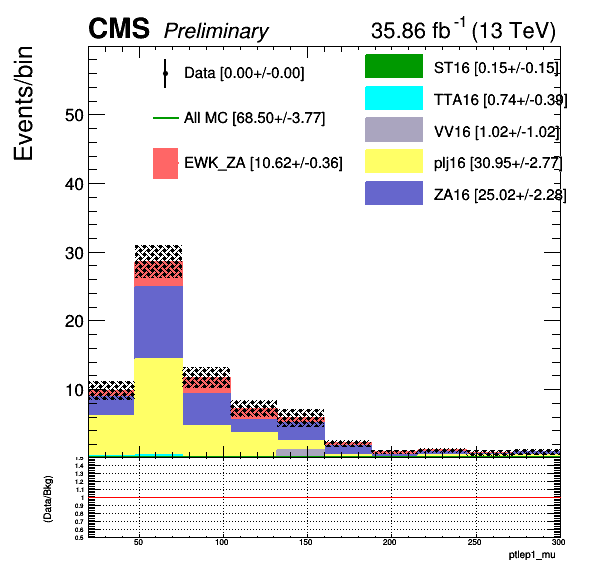 CMS Preliminary 35.86 fb⁻¹ (13 TeV)
Events/bin
Data [0.00+/-0.00]
All MC [68.50+/-3.77]
EWK_ZA [10.62+/-0.36]
ST16 [0.15+/-0.15]
TTA16 [0.74+/-0.39]
VV16 [1.02+/-1.02]
plj16 [30.95+/-2.77]
ZA16 [25.02+/-2.28]
50
40
30
20
10
(Data/Bkg)
1.5
1.4
1.3
1.2
1.1
1
0.9
0.8
0.7
0.6
0.5
50 100 150 200 250 300
ptlep1_mu